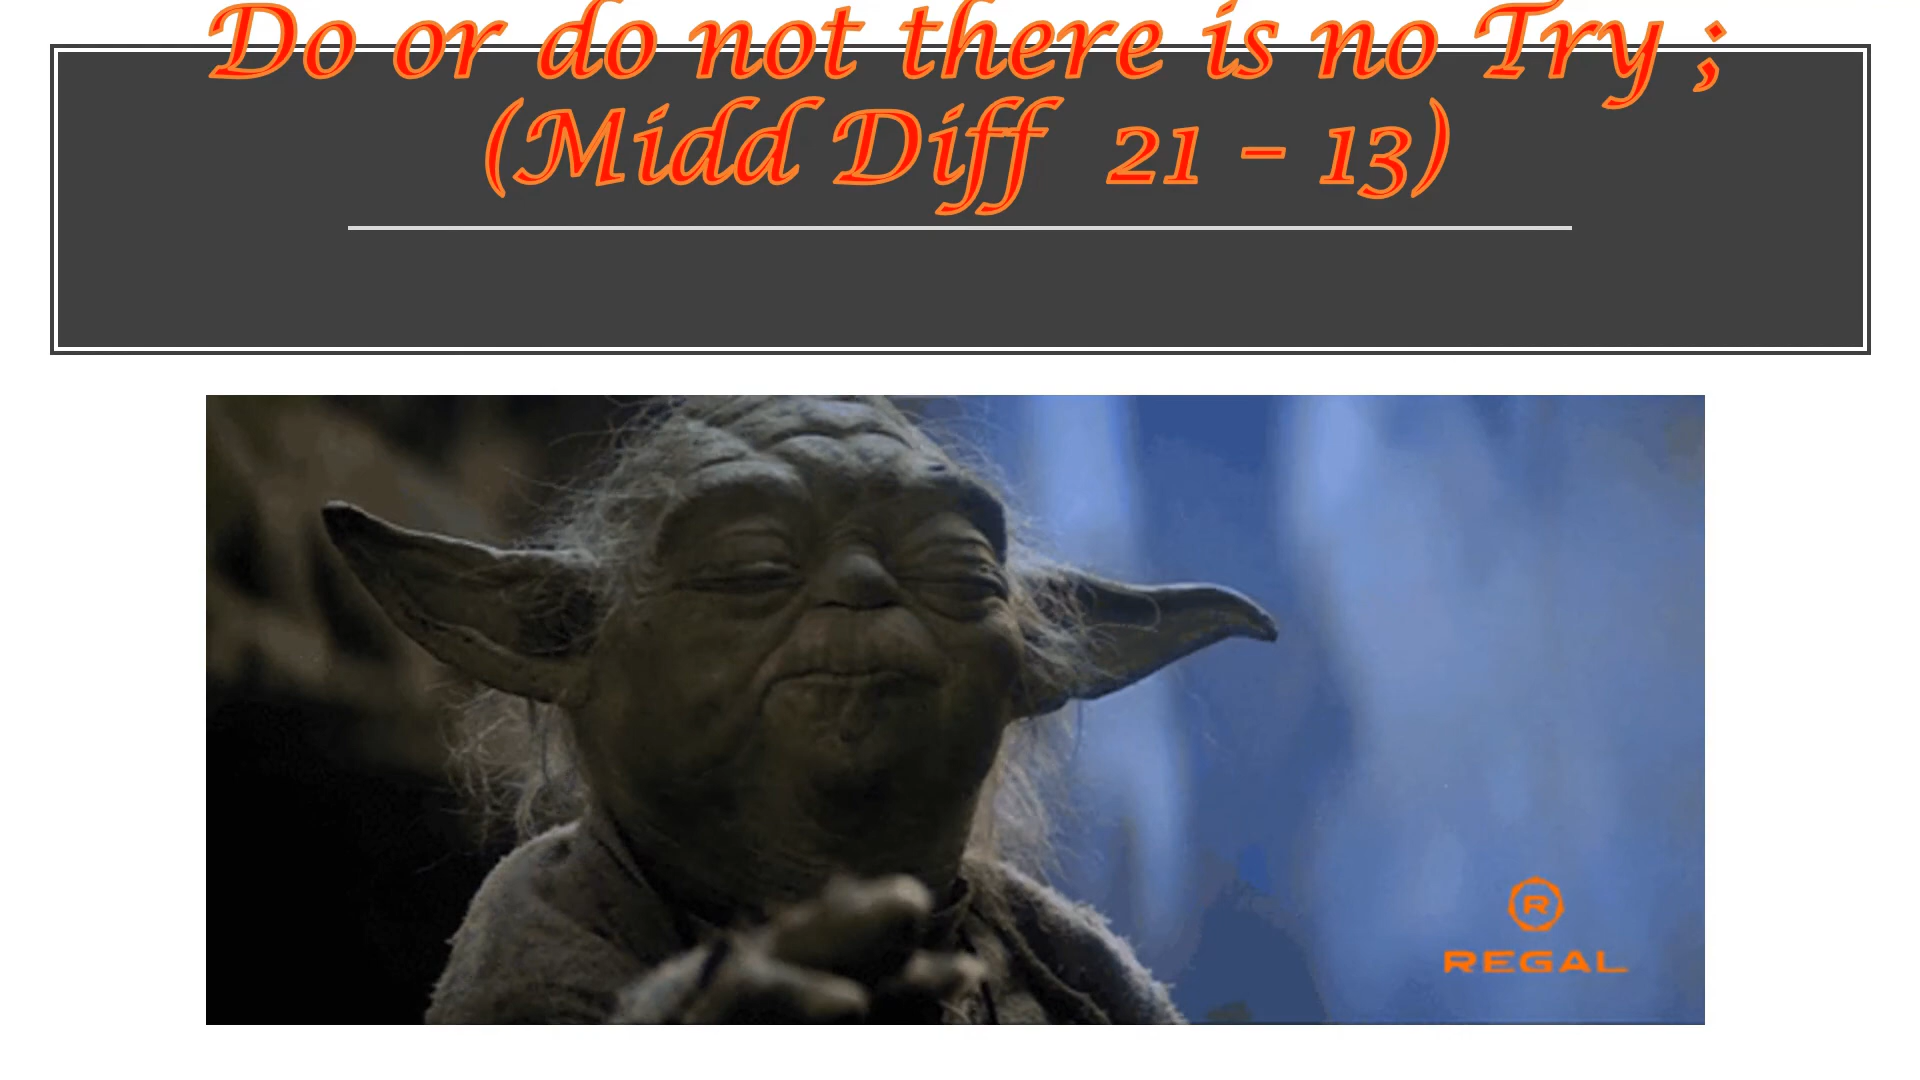 Do or do not there is no Try ;
(Midd Diff 21 – 13)
R
REGAL